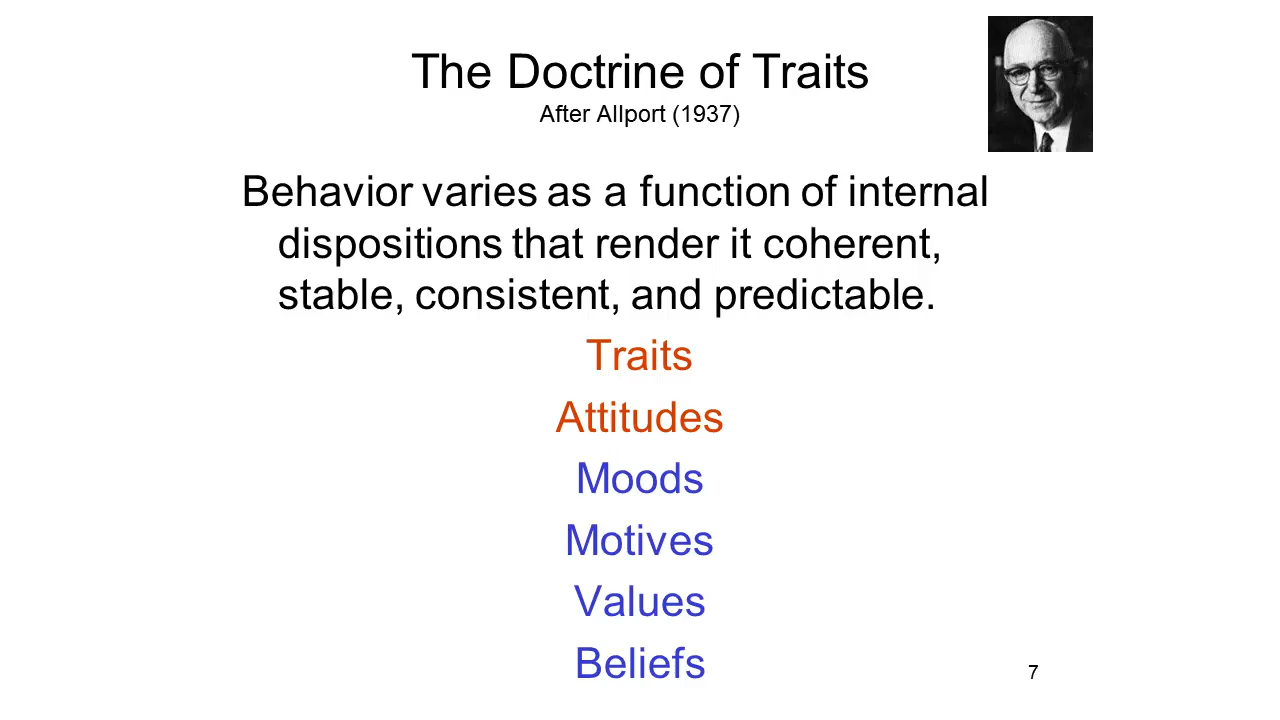 The Doctrine of Traits
After Allport (1937)
Behavior varies as a function of internal
dispositions that render it coherent,
stable, consistent, and predictable.
Traits
Attitudes
Moods
Motives
Values
Beliefs
7